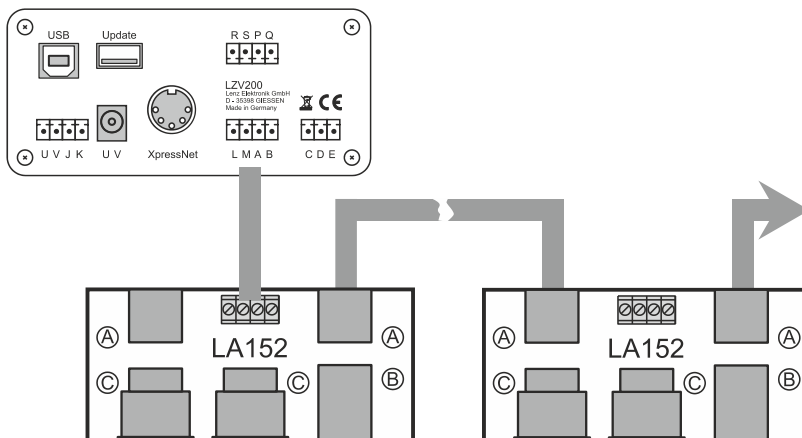 USB Update R S P Q
LZV200
Lenz Elektronik GmbH
D - 35398 GIESSEN
Made in Germany
CE
U V J K U V XpressNet L M A B C D E
A LA152 A
C C B
A LA152 A
C C B